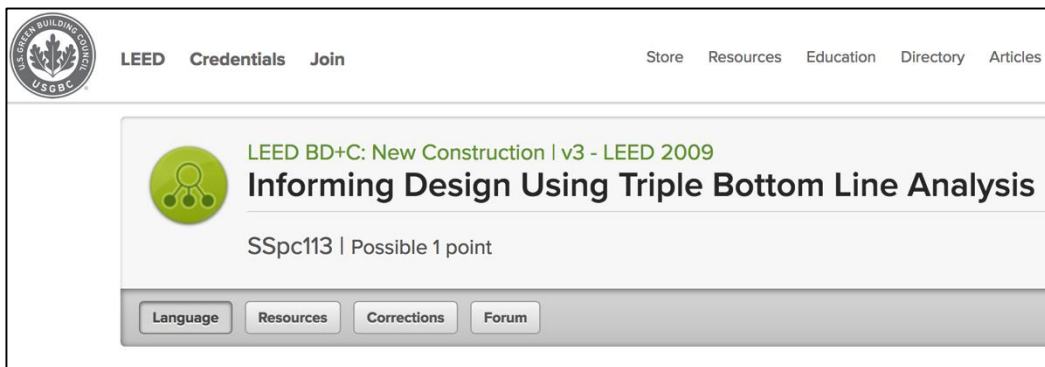 U.S. GREEN BUILDING COUNCIL
USGBC
LEED Credentials Join Store Resources Education Directory Articles
LEED BD+C: New Construction | v3 - LEED 2009
Informing Design Using Triple Bottom Line Analysis
SSpc113 | Possible 1 point
Language Resources Corrections Forum